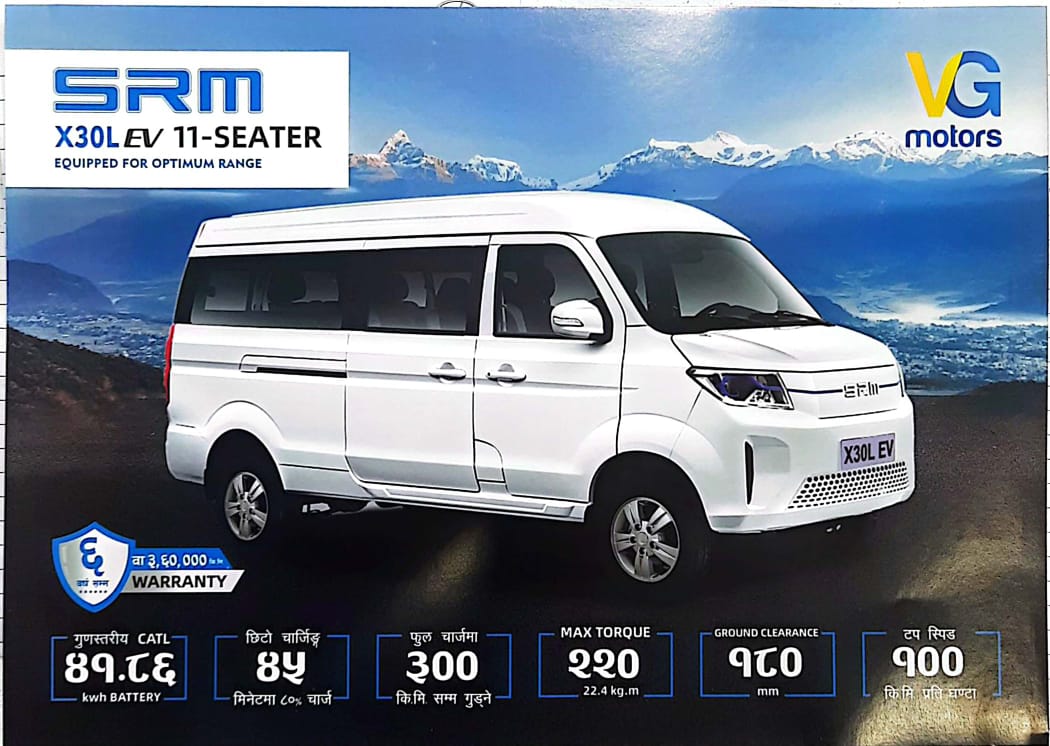 SRM
X30L EV 11-SEATER
EQUIPPED FOR OPTIMUM RANGE
VG
motors
SRM
X30L EV
६
वर्ष सम्म
वा ३,६०,००० कि.मि
WARRANTY
गुणस्तरीय CATL
४१.८६
kwh BATTERY
छिटो चार्जिङ्ग
४५
मिनेटमा ८०% चार्ज
फुल चार्जमा
३००
कि.मि. सम्म गुड्ने
MAX TORQUE
२२०
22.4 kg.m
GROUND CLEARANCE
१८०
mm
टप स्पिड
१००
कि.मि. प्रति घण्टा